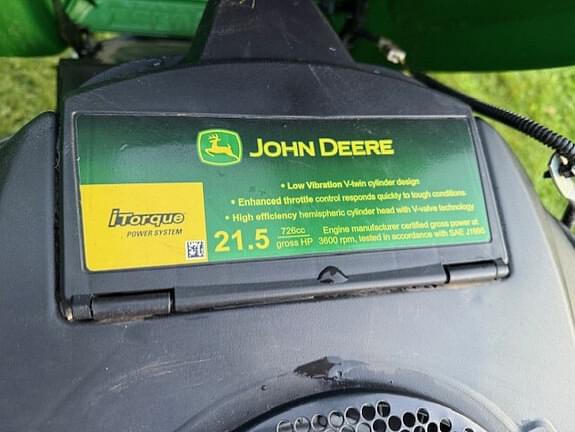 JOHN DEERE
• Low Vibration V-twin cylinder design
• Enhanced throttle control responds quickly to tough conditions.
• High efficiency hemispheric cylinder head with V-valve technology
iTorque
POWER SYSTEM
21.5
726cc
gross HP
Engine manufacturer certified gross power at
3600 rpm, tested in accordance with SAE J1995